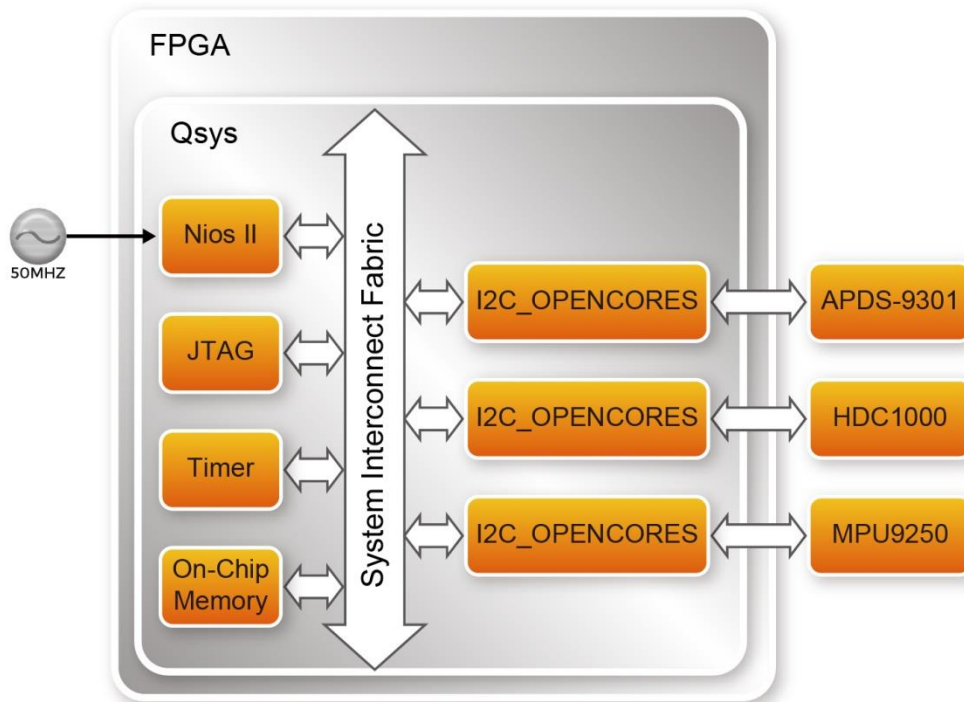 FPGA
Qsys
50MHZ
Nios II
JTAG
Timer
On-Chip
Memory
System Interconnect Fabric
I2C_OPENCORES
APDS-9301
I2C_OPENCORES
HDC1000
I2C_OPENCORES
MPU9250